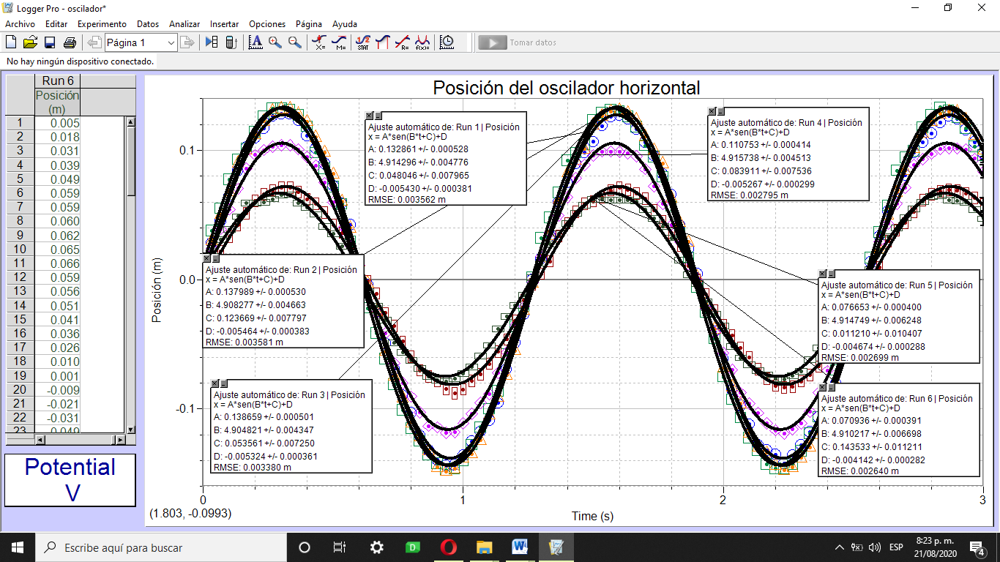 Logger Pro - oscilador*
Archivo Editar Experimento Datos Analizar Insertar Opciones Página Ayuda
Página 1
Tomar datos
No hay ningún dispositivo conectado.
Run 6
Posición
(m)
1 0.005
2 0.018
3 0.031
4 0.039
5 0.049
6 0.059
7 0.059
8 0.060
9 0.062
10 0.065
11 0.066
12 0.059
13 0.056
14 0.051
15 0.041
16 0.036
17 0.026
18 0.010
19 0.001
20 -0.009
21 -0.021
22 -0.031
23 -0.049
Potential
V
Posición del oscilador horizontal
Posición (m)
0.1
0.0
-0.1
Ajuste automático de: Run 1 | Posición
x = A*sen(B*t+C)+D
A: 0.132861 +/- 0.000528
B: 4.914296 +/- 0.004776
C: 0.048046 +/- 0.007965
D: -0.005430 +/- 0.000381
RMSE: 0.003562 m
Ajuste automático de: Run 4 | Posición
x = A*sen(B*t+C)+D
A: 0.110753 +/- 0.000414
B: 4.915738 +/- 0.004513
C: 0.083911 +/- 0.007536
D: -0.005267 +/- 0.000299
RMSE: 0.002795 m
Ajuste automático de: Run 2 | Posición
x = A*sen(B*t+C)+D
A: 0.137989 +/- 0.000530
B: 4.908277 +/- 0.004663
C: 0.123669 +/- 0.007797
D: -0.005464 +/- 0.000383
RMSE: 0.003581 m
Ajuste automático de: Run 5 | Posición
x = A*sen(B*t+C)+D
A: 0.076653 +/- 0.000400
B: 4.914749 +/- 0.006248
C: 0.011210 +/- 0.010407
D: -0.004674 +/- 0.000288
RMSE: 0.002699 m
Ajuste automático de: Run 3 | Posición
x = A*sen(B*t+C)+D
A: 0.138659 +/- 0.000501
B: 4.904821 +/- 0.004347
C: 0.053561 +/- 0.007250
D: -0.005324 +/- 0.000361
RMSE: 0.003380 m
Ajuste automático de: Run 6 | Posición
x = A*sen(B*t+C)+D
A: 0.070936 +/- 0.000391
B: 4.910217 +/- 0.006698
C: 0.143533 +/- 0.011211
D: -0.004142 +/- 0.000282
RMSE: 0.002640 m
0 1 2 3
(1.803, -0.0993)
Time (s)
Escribe aquí para buscar
ESP
8:23 p. m.
21/08/2020
4